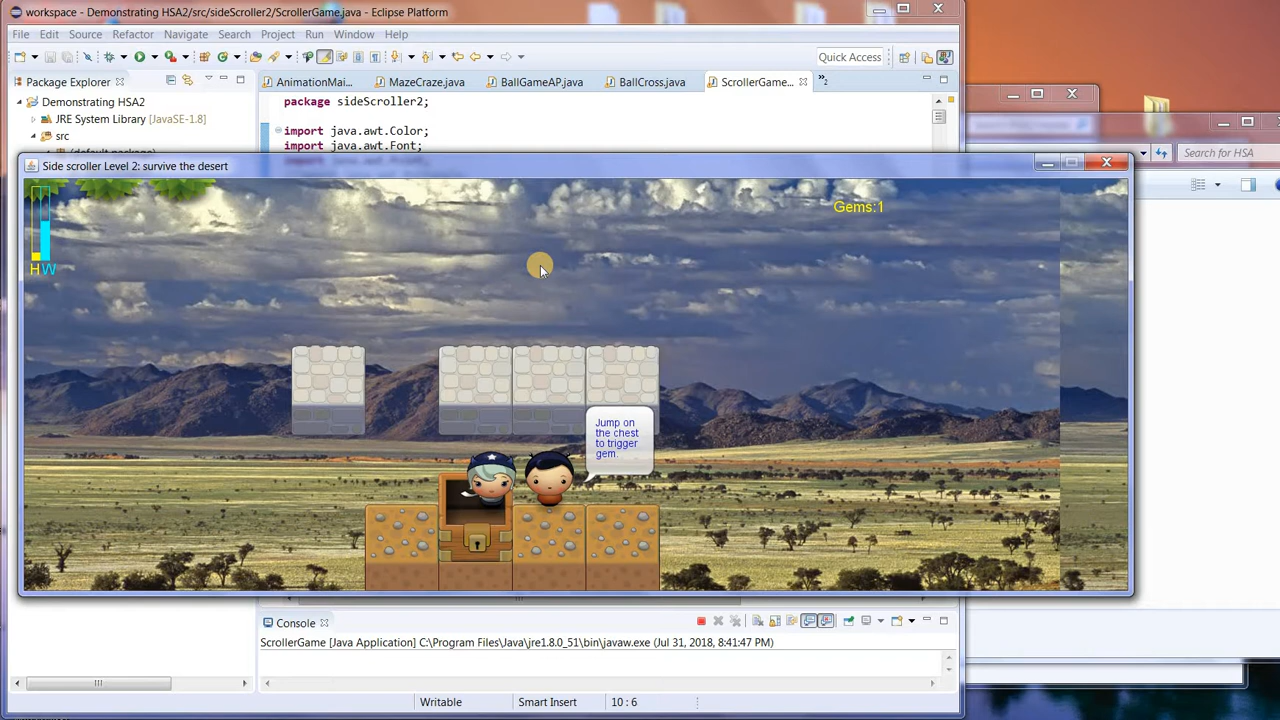 workspace - Demonstrating HSA2/src/sideScroller2/ScrollerGame.java - Eclipse Platform
File Edit Source Refactor Navigate Search Project Run Window Help
Quick Access
Package Explorer
AnimationMai... MazeCraze.java BallGameAP.java BallCross.java ScrollerGame... »2
Demonstrating HSA2
JRE System Library [JavaSE-1.8]
src
package sideScroller2;
import java.awt.Color;
import java.awt.Font;
Search for HSA
Side scroller Level 2: survive the desert
Gems:1
H W
Jump on
the chest
to trigger
gem.
Console
ScrollerGame [Java Application] C:\Program Files\Java\jre1.8.0_51\bin\javaw.exe (Jul 31, 2018, 8:41:47 PM)
Writable Smart Insert 10 : 6